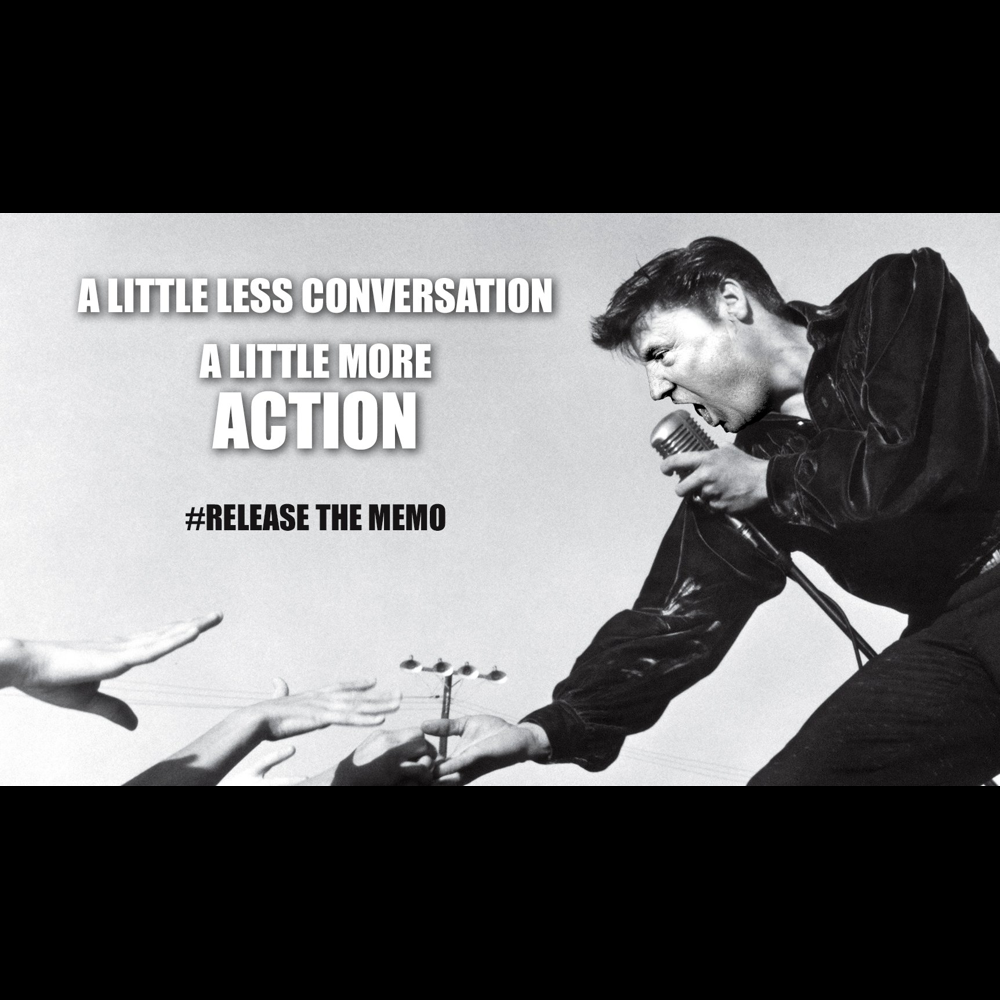 A LITTLE LESS CONVERSATION
A LITTLE MORE
ACTION
#RELEASE THE MEMO